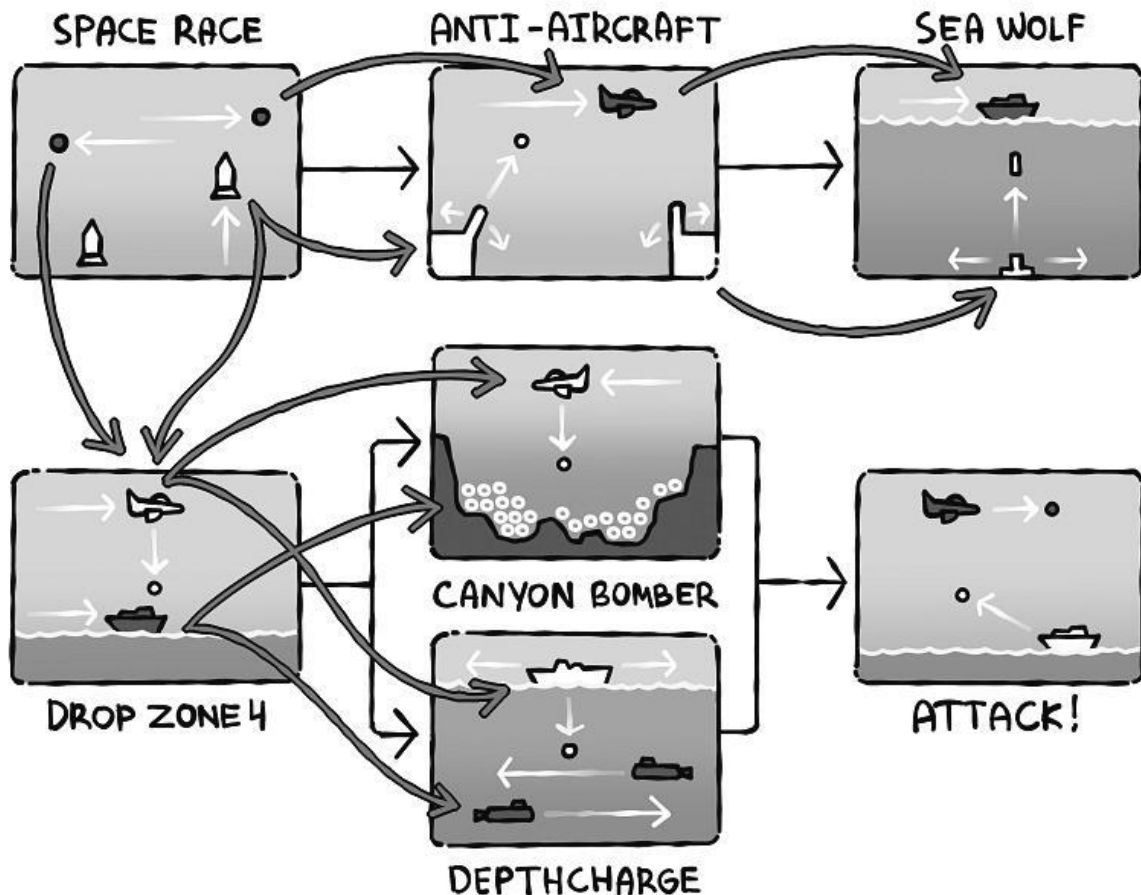 SPACE RACE
ANTI-AIRCRAFT
SEA WOLF
CANYON BOMBER
DROP ZONE 4
ATTACK!
DEPTHCHARGE